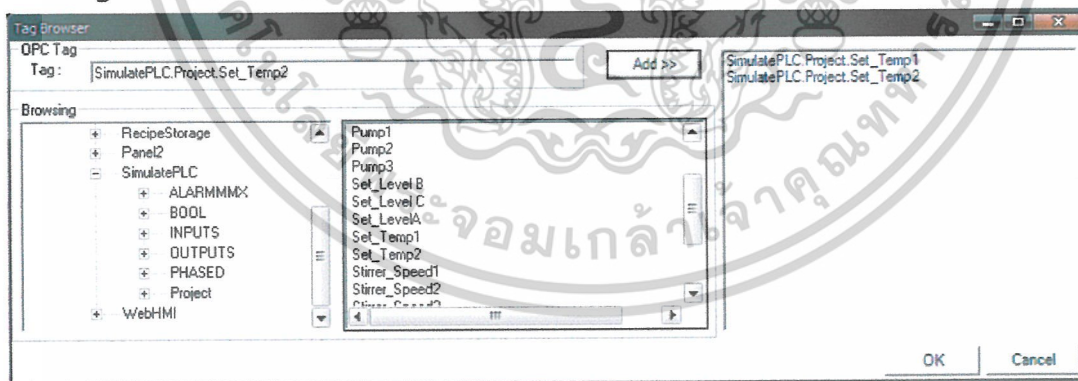 Tag Browser
OPC Tag
Tag :
SimulatePLC.Project.Set_Temp2
Add >>
SimulatePLC.Project.Set_Temp1
SimulatePLC.Project.Set_Temp2
Browsing
RecipeStorage
Panel2
SimulatePLC
ALARMMMX
BOOL
INPUTS
OUTPUTS
PHASED
Project
WebHMI
Pump1
Pump2
Pump3
Set_Level B
Set_Level C
Set_LevelA
Set_Temp1
Set_Temp2
Stirrer_Speed1
Stirrer_Speed2
OK
Cancel